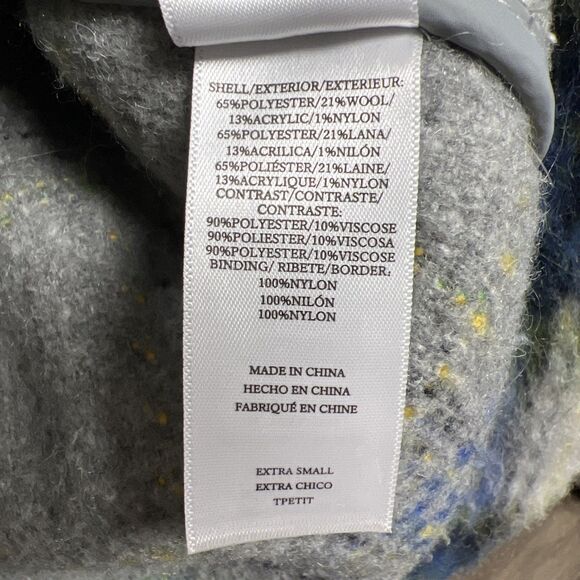 SHELL/EXTERIOR/EXTERIEUR:
65%POLYESTER/21%WOOL/
13%ACRYLIC/1%NYLON
65%POLYESTER/21%LANA/
13%ACRILICA/1%NILÓN
65%POLIÉSTER/21%LAINE/
13%ACRYLIQUE/1%NYLON
CONTRAST/CONTRASTE/
CONTRASTE:
90%POLYESTER/10%VISCOSE
90%POLIESTER/10%VISCOSA
90%POLYESTER/10%VISCOSE
BINDING/ RIBETE/BORDER:
100%NYLON
100%NILÓN
100%NYLON
MADE IN CHINA
HECHO EN CHINA
FABRIQUÉ EN CHINE
EXTRA SMALL
EXTRA CHICO
TPETIT